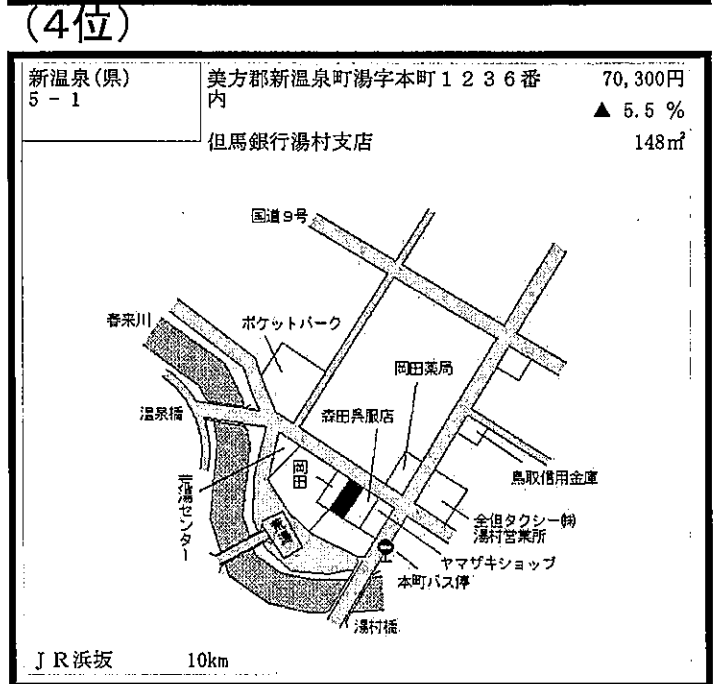 (4位)
新温泉(県)
5 - 1
美方郡新温泉町湯字本町1236番
内
70,300円
▲ 5.5 %
但馬銀行湯村支店
148㎡
国道9号
春来川
ポケットパーク
岡田薬局
温泉橋
森田呉服店
岡田
鳥取信用金庫
荒湯センター
全但タクシー㈱
湯村営業所
荒湯
ヤマザキショップ
本町バス停
湯村橋
JR浜坂 10km